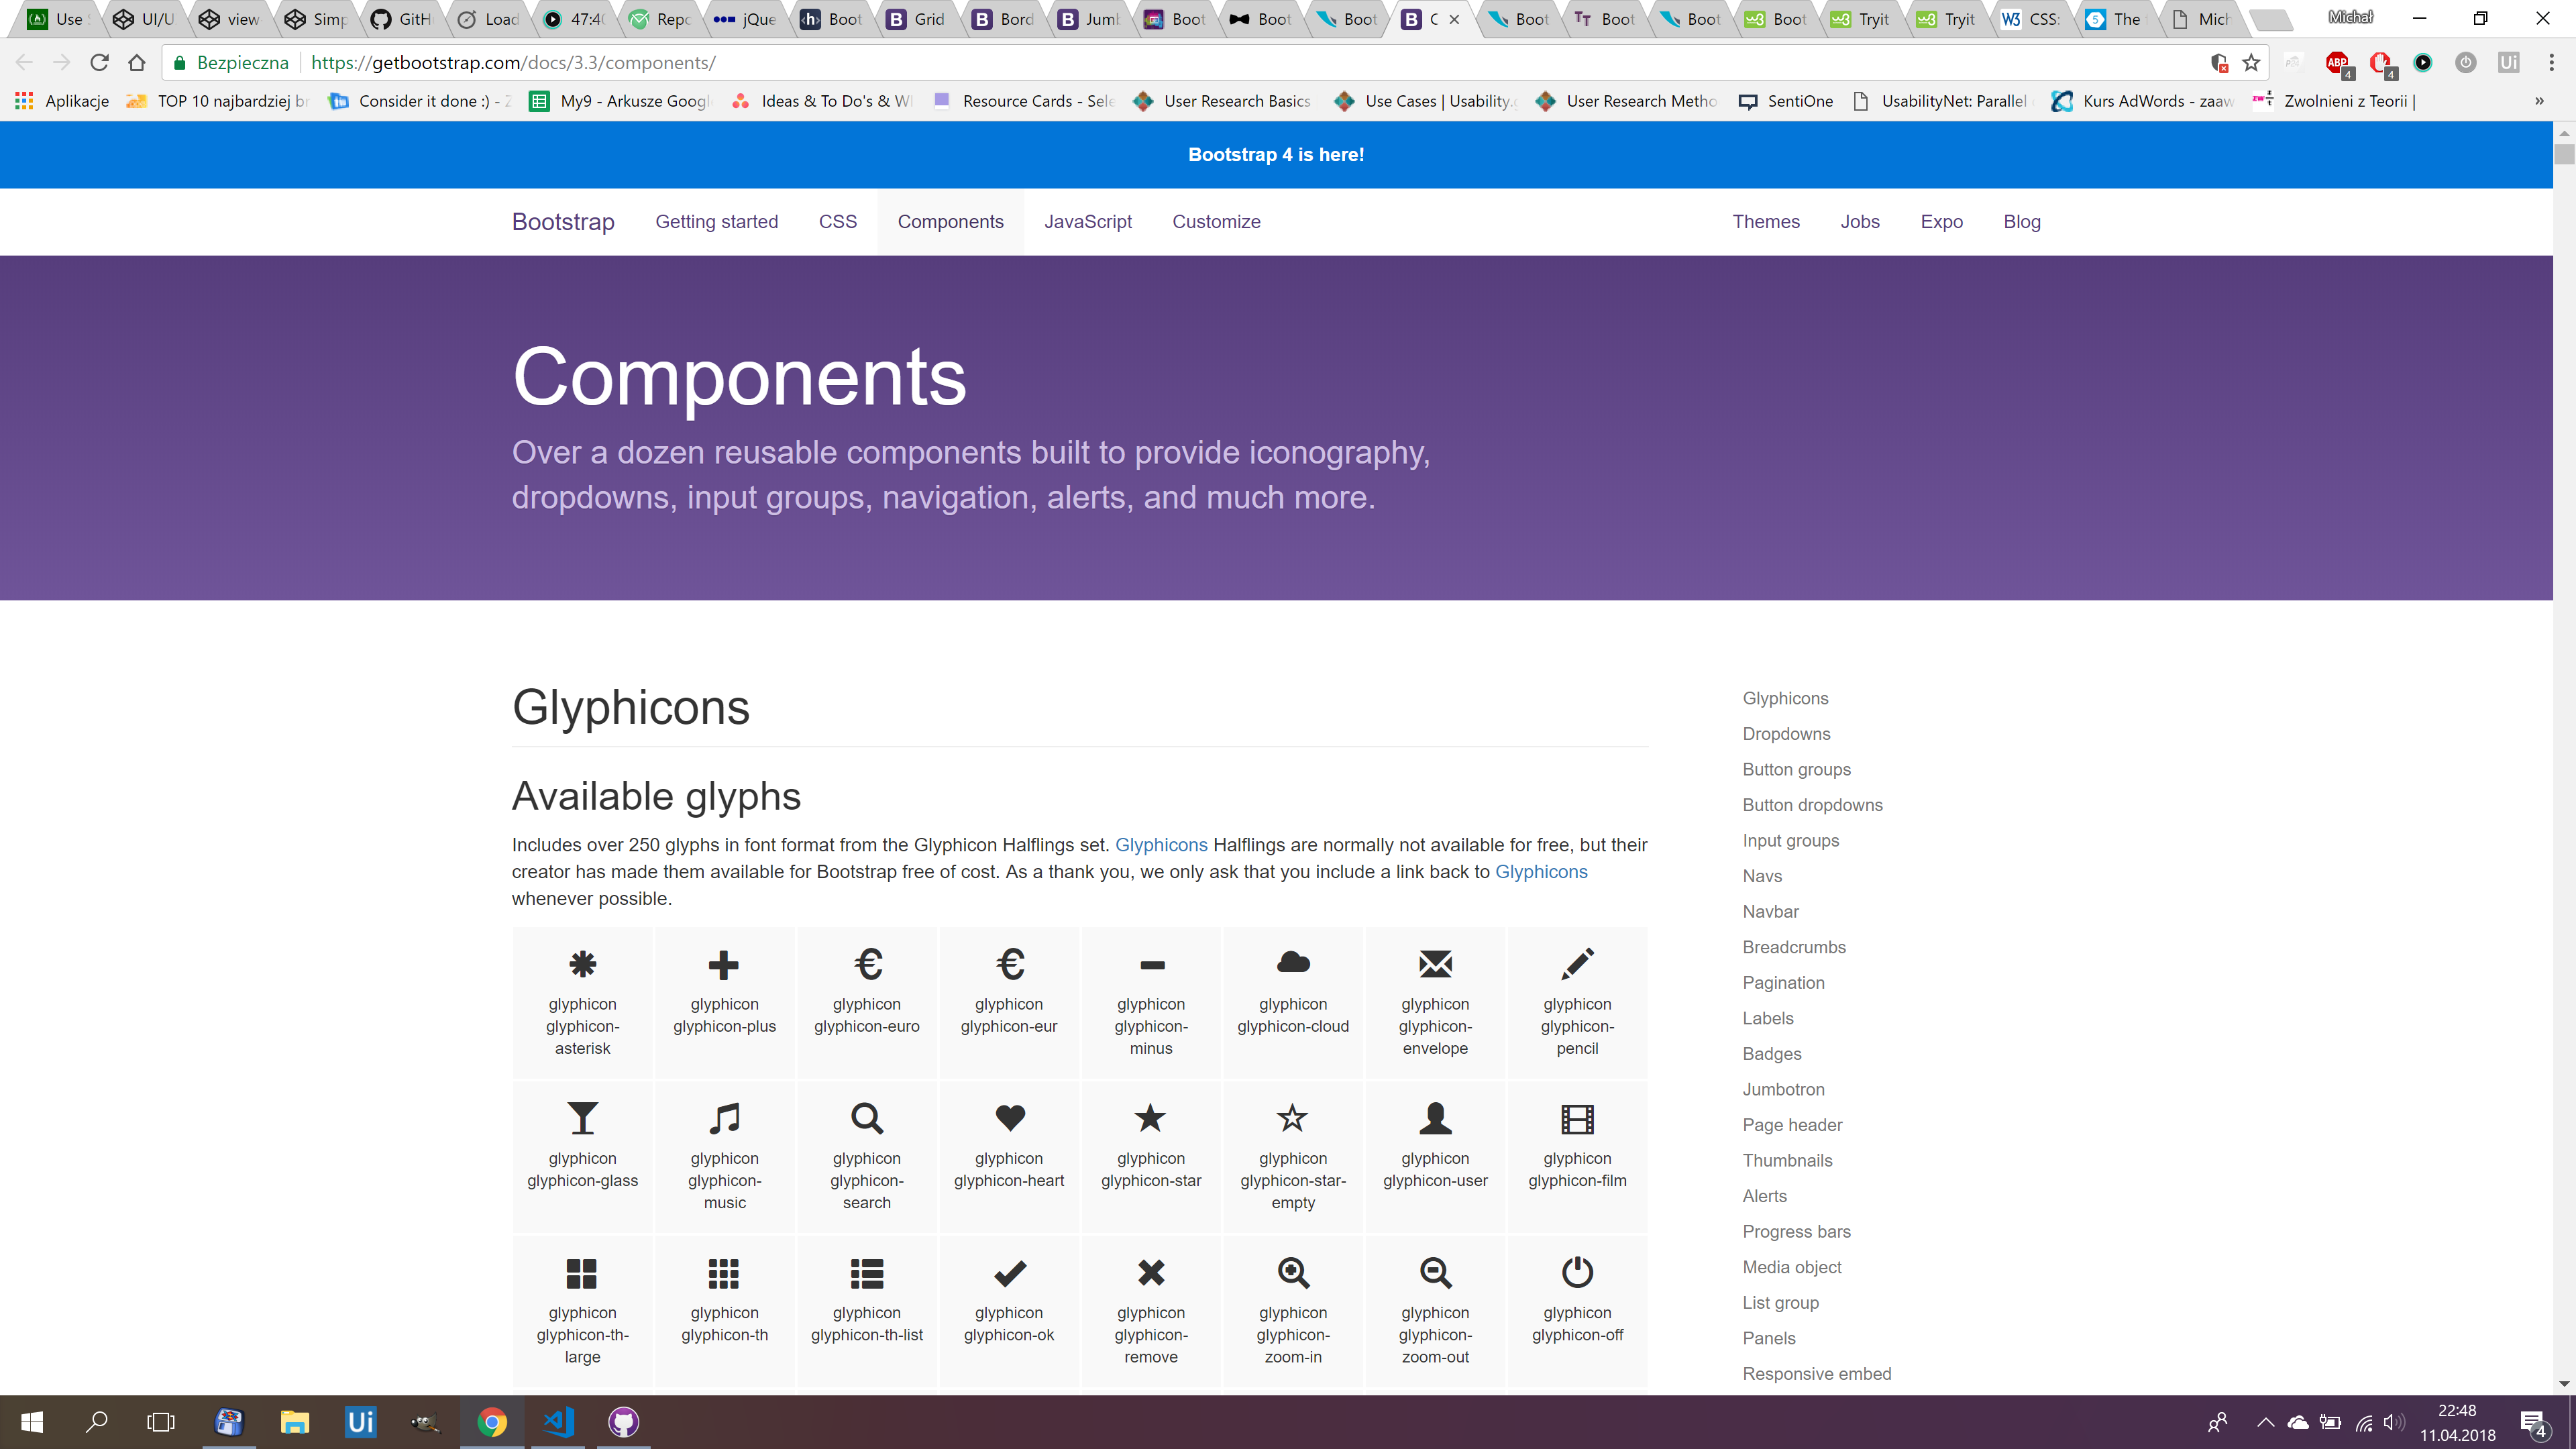 Use
UI/U
view
Simp
GitH
Load
47:40
Repo
jQue
Boot
Grid
Bord
Jumb
Boot
Boot
Boot
C
Boot
Boot
Boot
Boot
Tryit
Tryit
CSS:
The
Mich
Michał
Bezpieczna
https://getbootstrap.com/docs/3.3/components/
ABP
4
4
Ui
Aplikacje
TOP 10 najbardziej br
Consider it done :) - Z
My9 - Arkusze Googl
Ideas & To Do's & W
Resource Cards - Sele
User Research Basics
Use Cases | Usability.g
User Research Metho
SentiOne
UsabilityNet: Parallel
Kurs AdWords - zaaw
Zwolnieni z Teorii |
»
Bootstrap 4 is here!
Bootstrap
Getting started
CSS
Components
JavaScript
Customize
Themes
Jobs
Expo
Blog
Components
Over a dozen reusable components built to provide iconography,
dropdowns, input groups, navigation, alerts, and much more.
Glyphicons
Available glyphs
Includes over 250 glyphs in font format from the Glyphicon Halflings set. Glyphicons Halflings are normally not available for free, but their
creator has made them available for Bootstrap free of cost. As a thank you, we only ask that you include a link back to Glyphicons
whenever possible.
glyphicon
glyphicon-
asterisk
glyphicon
glyphicon-plus
glyphicon
glyphicon-euro
glyphicon
glyphicon-eur
glyphicon
glyphicon-
minus
glyphicon
glyphicon-cloud
glyphicon
glyphicon-
envelope
glyphicon
glyphicon-
pencil
glyphicon
glyphicon-glass
glyphicon
glyphicon-
music
glyphicon
glyphicon-
search
glyphicon
glyphicon-heart
glyphicon
glyphicon-star
glyphicon
glyphicon-star-
empty
glyphicon
glyphicon-user
glyphicon
glyphicon-film
glyphicon
glyphicon-th-
large
glyphicon
glyphicon-th
glyphicon
glyphicon-th-list
glyphicon
glyphicon-ok
glyphicon
glyphicon-
remove
glyphicon
glyphicon-
zoom-in
glyphicon
glyphicon-
zoom-out
glyphicon
glyphicon-off
Glyphicons
Dropdowns
Button groups
Button dropdowns
Input groups
Navs
Navbar
Breadcrumbs
Pagination
Labels
Badges
Jumbotron
Page header
Thumbnails
Alerts
Progress bars
Media object
List group
Panels
Responsive embed
Ui
22:48
11.04.2018
4